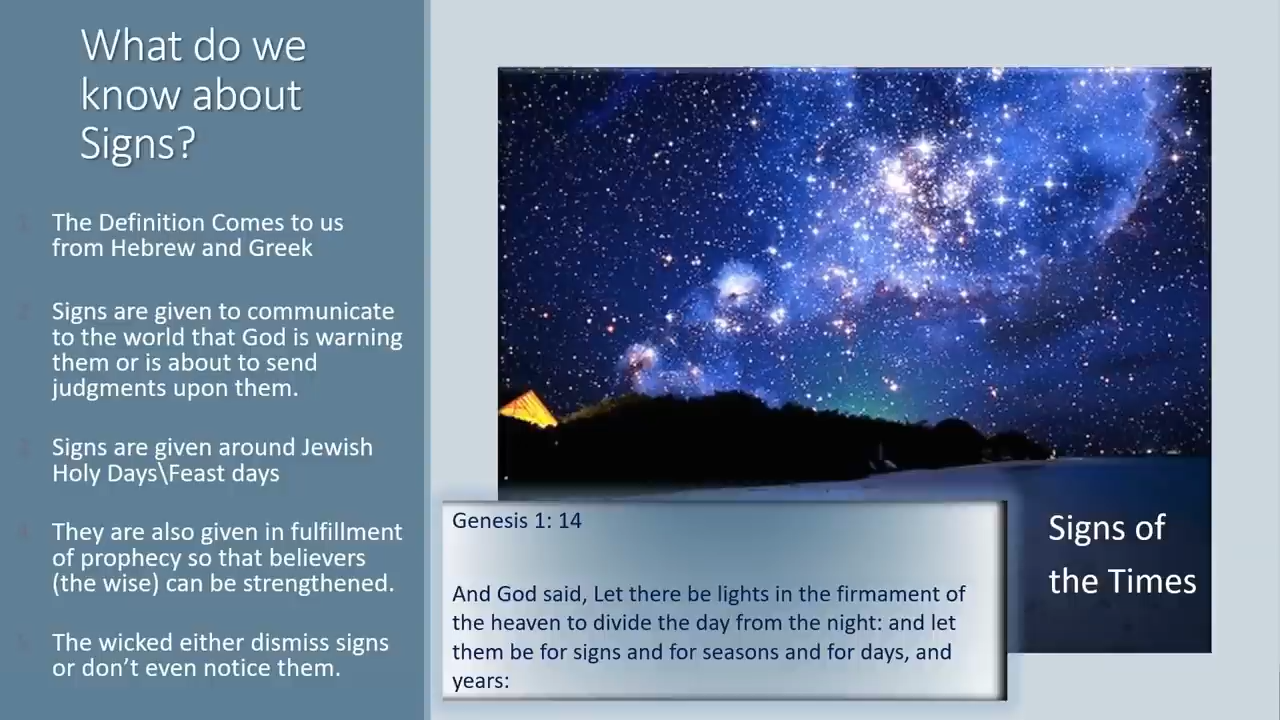 What do we
know about
Signs?
1. The Definition Comes to us
from Hebrew and Greek
2. Signs are given to communicate
to the world that God is warning
them or is about to send
judgments upon them.
3. Signs are given around Jewish
Holy Days\Feast days
4. They are also given in fulfillment
of prophecy so that believers
(the wise) can be strengthened.
5. The wicked either dismiss signs
or don’t even notice them.
Genesis 1: 14
And God said, Let there be lights in the firmament of
the heaven to divide the day from the night: and let
them be for signs and for seasons and for days, and
years:
Signs of
the Times